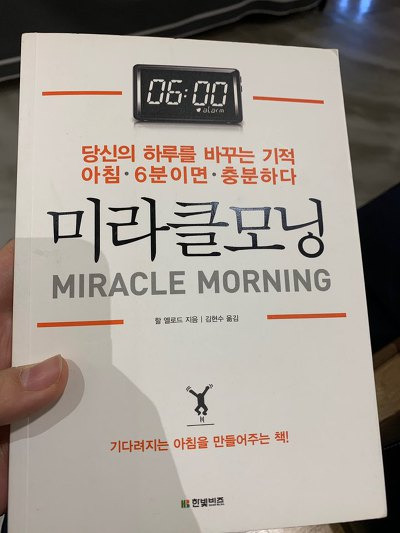 06:00
alarm
당신의 하루를 바꾸는 기적
아침·6분이면·충분하다
미라클모닝
MIRACLE MORNING
할 엘로드 지음 | 김현수 옮김
기다려지는 아침을 만들어주는 책!
한빛비즈